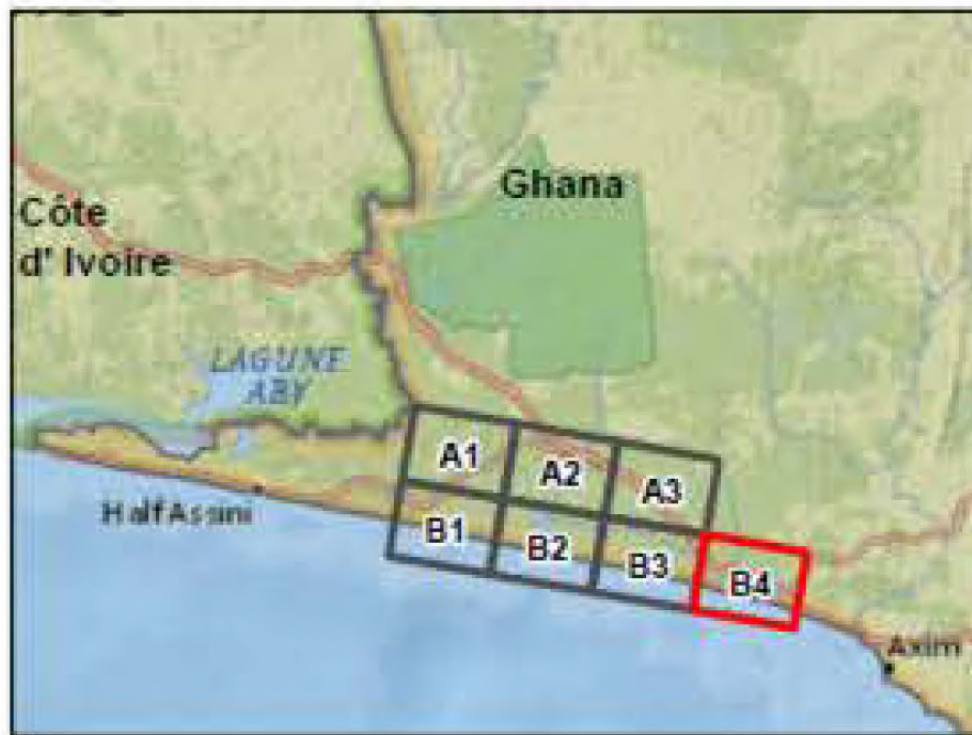 Ghana
Côte
d' Ivoire
LAGUNE
ABY
A1
A2
A3
Half Assini
B1
B2
B3
B4
Axim